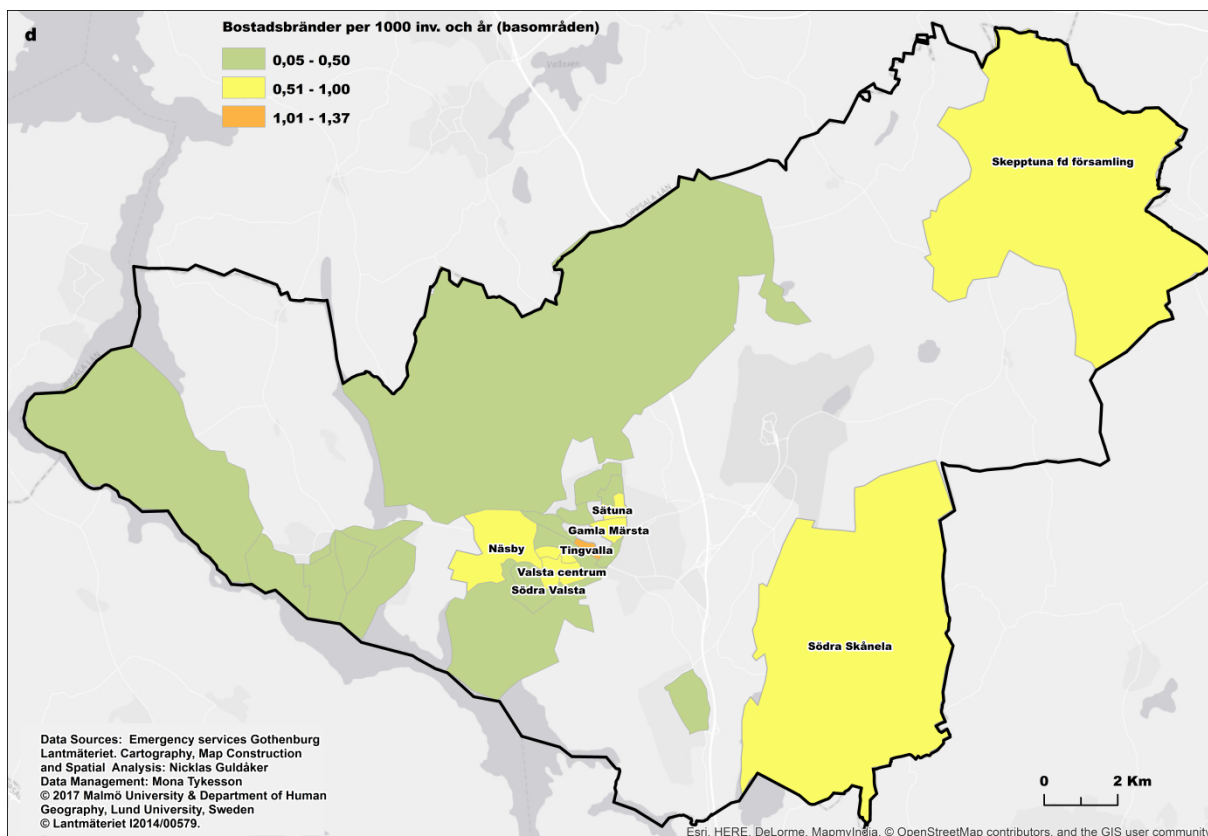 d
Bostadsbränder per 1000 inv. och år (basområden)
0,05 - 0,50
0,51 - 1,00
1,01 - 1,37
Skepptuna fd församling
UPPSALA LÄN
Sätuna
Gamla Märsta
Näsby
Tingvalla
Valsta centrum
Södra Valsta
Södra Skånela
Data Sources: Emergency services Gothenburg
Lantmäteriet. Cartography, Map Construction
and Spatial Analysis: Nicklas Guldåker
Data Management: Mona Tykesson
© 2017 Malmö University & Department of Human
Geography, Lund University, Sweden
© Lantmäteriet I2014/00579.
0 2 Km
Esri, HERE, DeLorme, MapmyIndia, © OpenStreetMap contributors, and the GIS user community